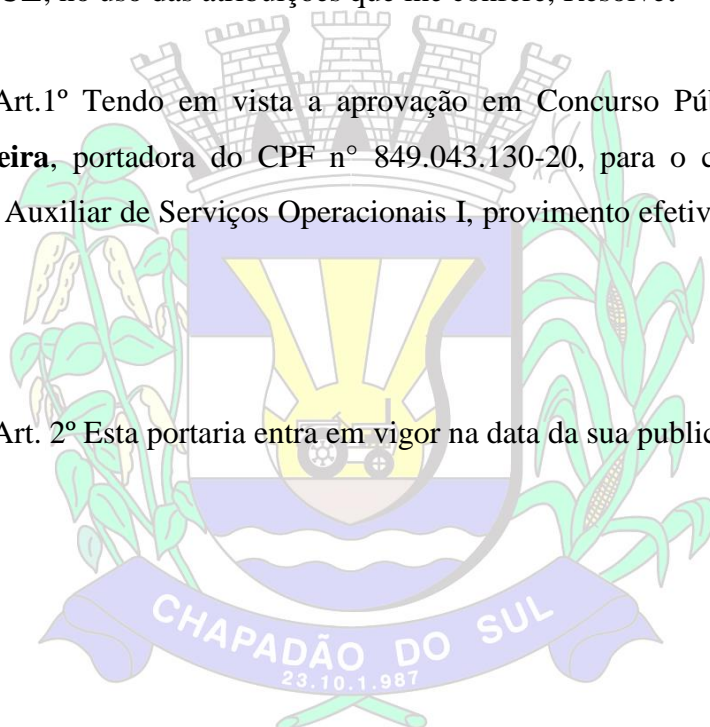 no uso das atribuições que lhe confere, Resolve:
Art.1º Tendo em vista a aprovação em Concurso Púb
eira, portadora do CPF n° 849.043.130-20, para o c
Auxiliar de Serviços Operacionais I, provimento efetiv
Art. 2º Esta portaria entra em vigor na data da sua public
CHAPADÃO DO SUL
23.10.1.987